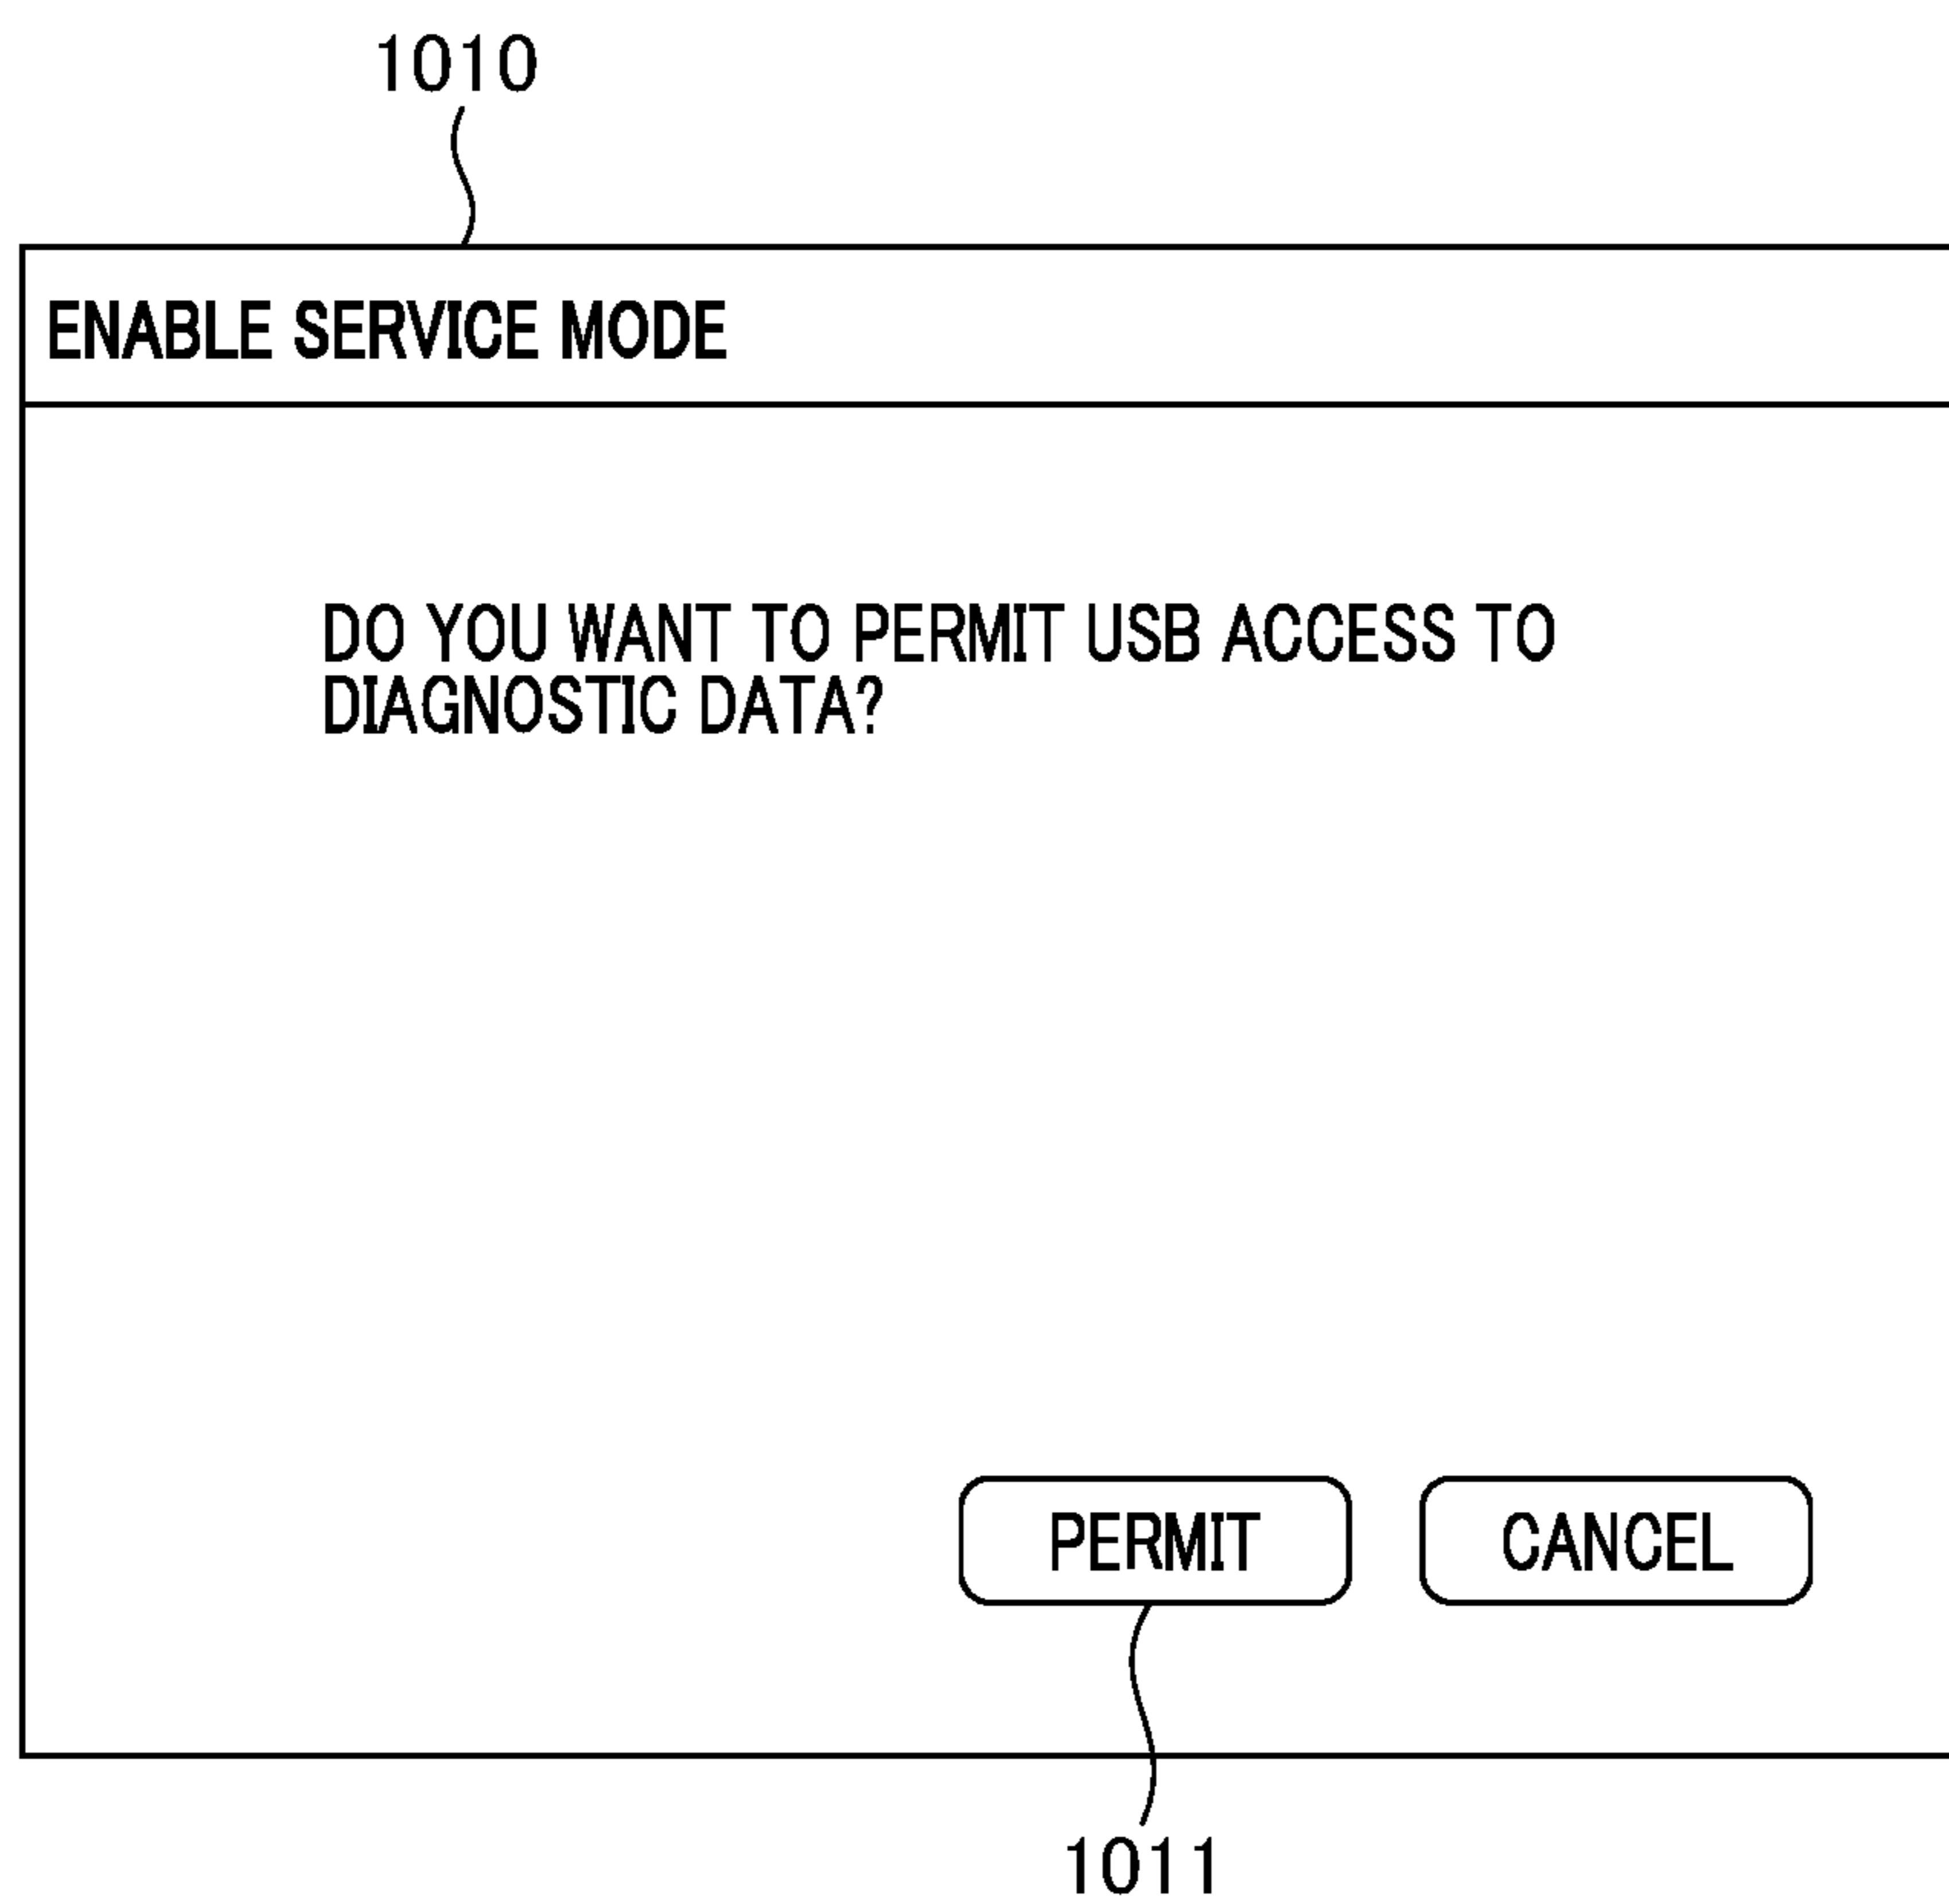 1010
ENABLE SERVICE MODE
DO YOU WANT TO PERMIT USB ACCESS TO
DIAGNOSTIC DATA?
PERMIT CANCEL
1011